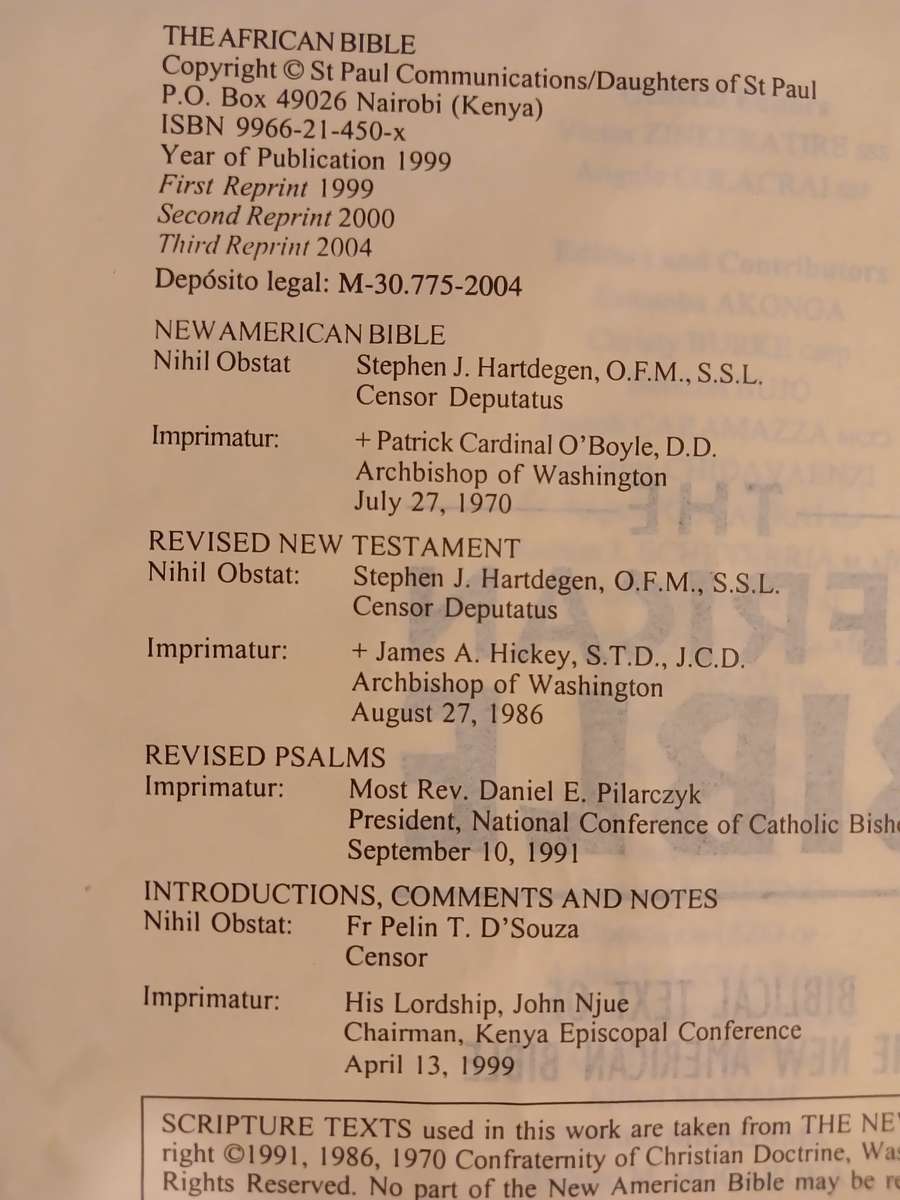 THE AFRICAN BIBLE
Copyright © St Paul Communications/Daughters of St Paul
P.O. Box 49026 Nairobi (Kenya)
ISBN 9966-21-450-x
Year of Publication 1999
First Reprint 1999
Second Reprint 2000
Third Reprint 2004
Depósito legal: M-30.775-2004
NEW AMERICAN BIBLE
Nihil Obstat Stephen J. Hartdegen, O.F.M., S.S.L.
Censor Deputatus
Imprimatur: + Patrick Cardinal O'Boyle, D.D.
Archbishop of Washington
July 27, 1970
REVISED NEW TESTAMENT
Nihil Obstat: Stephen J. Hartdegen, O.F.M., S.S.L.
Censor Deputatus
Imprimatur: + James A. Hickey, S.T.D., J.C.D.
Archbishop of Washington
August 27, 1986
REVISED PSALMS
Imprimatur: Most Rev. Daniel E. Pilarczyk
President, National Conference of Catholic
September 10, 1991
INTRODUCTIONS, COMMENTS AND NOTES
Nihil Obstat: Fr Pelin T. D'Souza
Censor
Imprimatur: His Lordship, John Njue
Chairman, Kenya Episcopal Conference
April 13, 1999
SCRIPTURE TEXTS used in this work are taken from THE
right ©1991, 1986, 1970 Confraternity of Christian Doctrine,
Rights Reserved. No part of the New American Bible may be